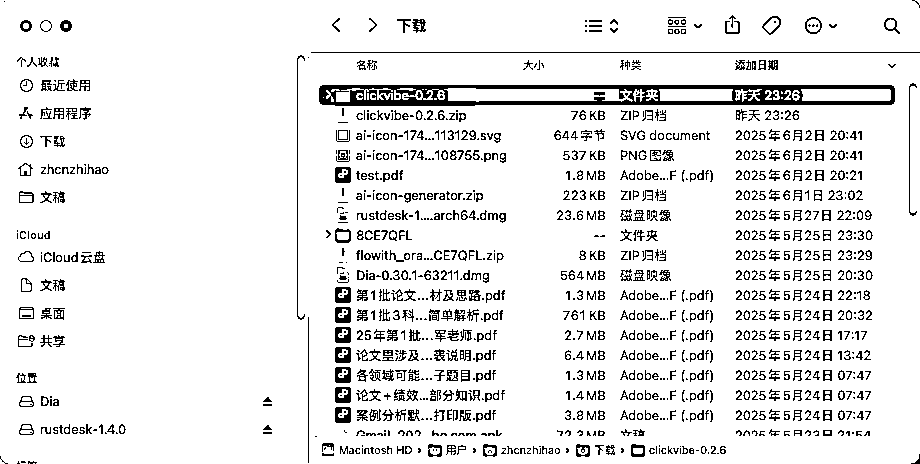 下载
个人收藏
最近使用
应用程序
下载
zhcnzhihao
文稿
iCloud
iCloud云盘
文稿
桌面
共享
位置
Dia
rustdesk-1.4.0
名称 大小 种类 添加日期
clickvibe-0.2.6 -- 文件夹 昨天 23:26
clickvibe-0.2.6.zip 76 KB ZIP归档 昨天 23:26
ai-icon-174...113129.svg 644字节 SVG document 2025年6月2日 20:41
ai-icon-174...108755.png 537 KB PNG图像 2025年6月2日 20:41
test.pdf 1.8 MB Adobe...F (.pdf) 2025年6月2日 20:21
ai-icon-generator.zip 223 KB ZIP归档 2025年6月1日 23:02
rustdesk-1....arch64.dmg 23.6 MB 磁盘映像 2025年5月27日 22:09
8CE7QFL -- 文件夹 2025年5月25日 23:30
flowith_ora...CE7QFL.zip 8 KB ZIP归档 2025年5月25日 23:29
Dia-0.30.1-63211.dmg 564 MB 磁盘映像 2025年5月25日 20:30
第1批论文...材及思路.pdf 1.3 MB Adobe...F (.pdf) 2025年5月24日 22:18
第1批3科...简单解析.pdf 761 KB Adobe...F (.pdf) 2025年5月24日 20:32
25年第1批...军老师.pdf 2.7 MB Adobe...F (.pdf) 2025年5月24日 17:17
论文里涉及...表说明.pdf 6.4 MB Adobe...F (.pdf) 2025年5月24日 13:42
各领域可能...子题目.pdf 1.3 MB Adobe...F (.pdf) 2025年5月24日 07:47
论文+绩效...部分知识.pdf 1.4 MB Adobe...F (.pdf) 2025年5月24日 07:47
案例分析默...打印版.pdf 3.8 MB Adobe...F (.pdf) 2025年5月24日 07:47
Macintosh HD › 用户 › zhcnzhihao › 下载 › clickvibe-0.2.6